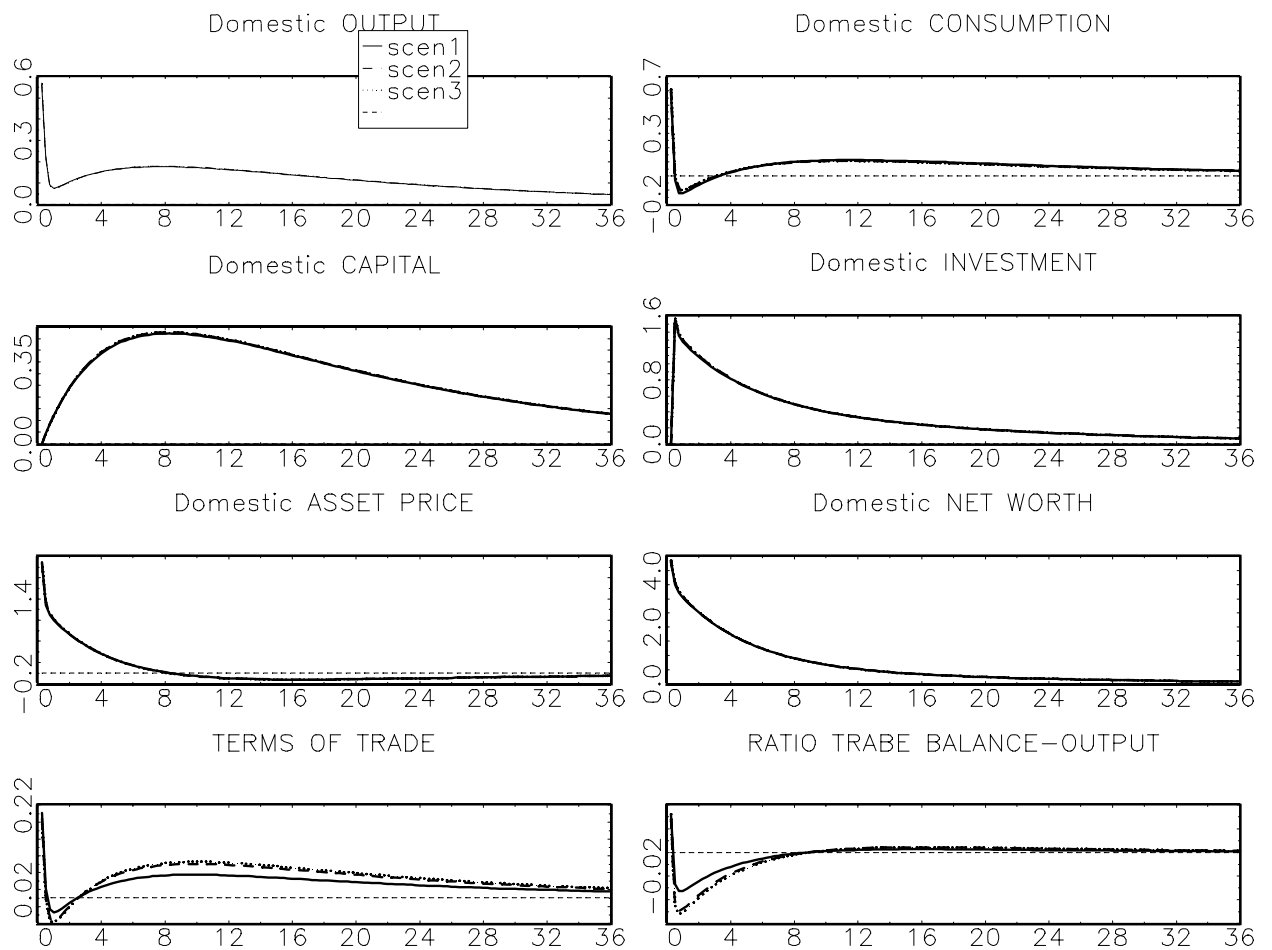 Domestic OUTPUT
scen1
scen2
scen3
0.6
0.3
0.0
0 4 8 12 16 20 24 28 32 36
Domestic CONSUMPTION
0.7
0.3
-0.2
0 4 8 12 16 20 24 28 32 36
Domestic CAPITAL
0.35
0.00
0 4 8 12 16 20 24 28 32 36
Domestic INVESTMENT
1.6
0.8
0.0
0 4 8 12 16 20 24 28 32 36
Domestic ASSET PRICE
1.4
-0.2
0 4 8 12 16 20 24 28 32 36
Domestic NET WORTH
4.0
2.0
0.0
0 4 8 12 16 20 24 28 32 36
TERMS OF TRADE
0.22
0.02
0 4 8 12 16 20 24 28 32 36
RATIO TRABE BALANCE-OUTPUT
-0.02
0 4 8 12 16 20 24 28 32 36